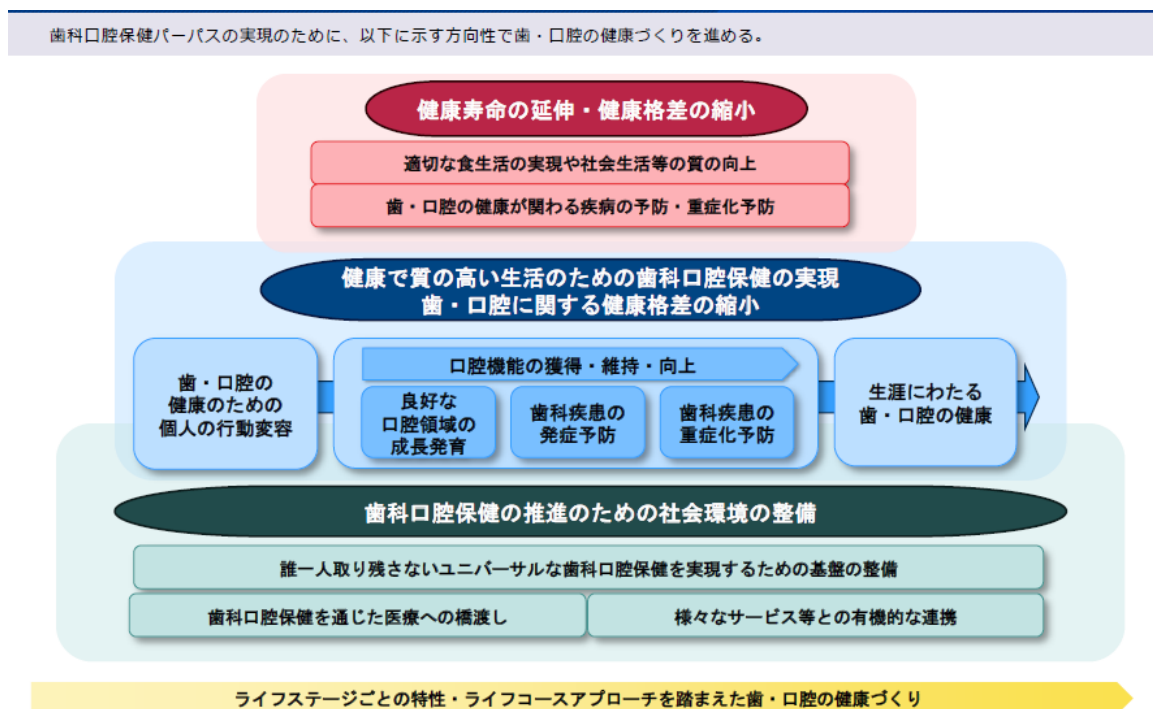 歯科口腔保健パーパスの実現のために、以下に示す方向性で歯・口腔の健康づくりを進める。
健康寿命の延伸・健康格差の縮小
適切な食生活の実現や社会生活等の質の向上
歯・口腔の健康が関わる疾病の予防・重症化予防
健康で質の高い生活のための歯科口腔保健の実現
歯・口腔に関する健康格差の縮小
歯・口腔の
健康のための
個人の行動変容
口腔機能の獲得・維持・向上
良好な
口腔領域の
成長発育
歯科疾患の
発症予防
歯科疾患の
重症化予防
生涯にわたる
歯・口腔の健康
歯科口腔保健の推進のための社会環境の整備
誰一人取り残さないユニバーサルな歯科口腔保健を実現するための基盤の整備
歯科口腔保健を通じた医療への橋渡し
様々なサービス等との有機的な連携
ライフステージごとの特性・ライフコースアプローチを踏まえた歯・口腔の健康づくり